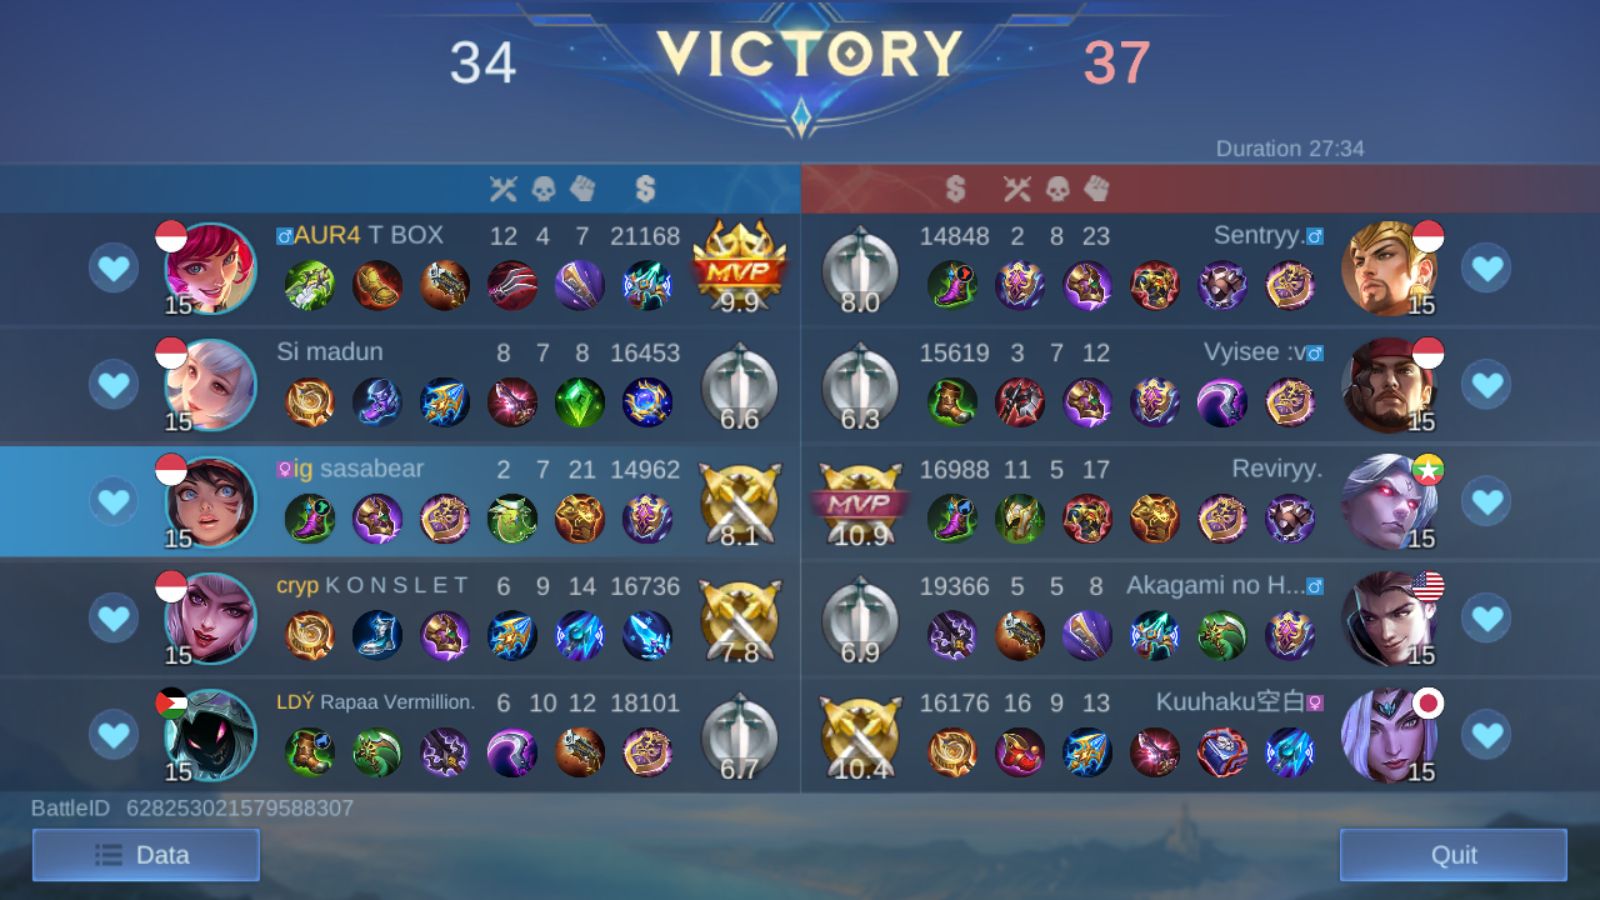 34 VICTORY 37
Duration 27:34
AUR4 T BOX 12 4 7 21168 MVP 9.9 15
8.0 14848 2 8 23 Sentryy. 15
Si madun 8 7 8 16453 6.6 15
6.3 15619 3 7 12 Vyisee :v 15
ig sasabear 2 7 21 14962 8.1 15
MVP 10.9 16988 11 5 17 Reviryy. 15
cryp K O N S L E T 6 9 14 16736 7.8 15
6.9 19366 5 5 8 Akagami no H... 15
LDÝ Rapaa Vermillion. 6 10 12 18101 6.7 15
10.4 16176 16 9 13 Kuuhaku空白 15
BattleID 628253021579588307
Data
Quit